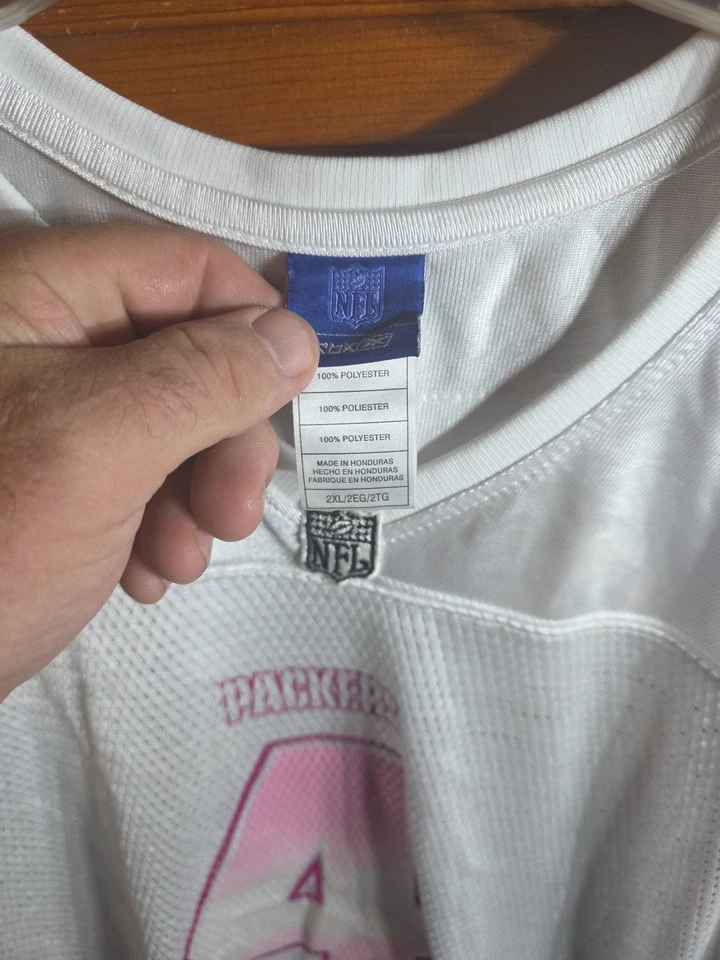 NFL
RBK
100% POLYESTER
100% POLIESTER
100% POLYESTER
MADE IN HONDURAS
HECHO EN HONDURAS
FABRIQUE EN HONDURAS
2XL/2EG/2TG
NFL
PACKERS